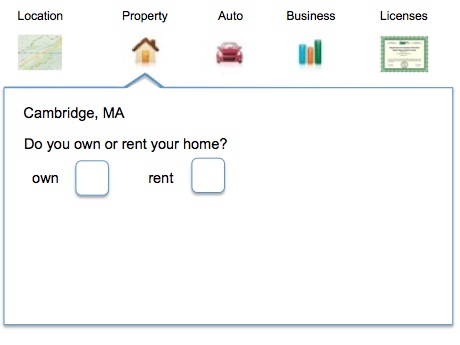 Location Property Auto Business Licenses
Cambridge, MA
Do you own or rent your home?
own rent